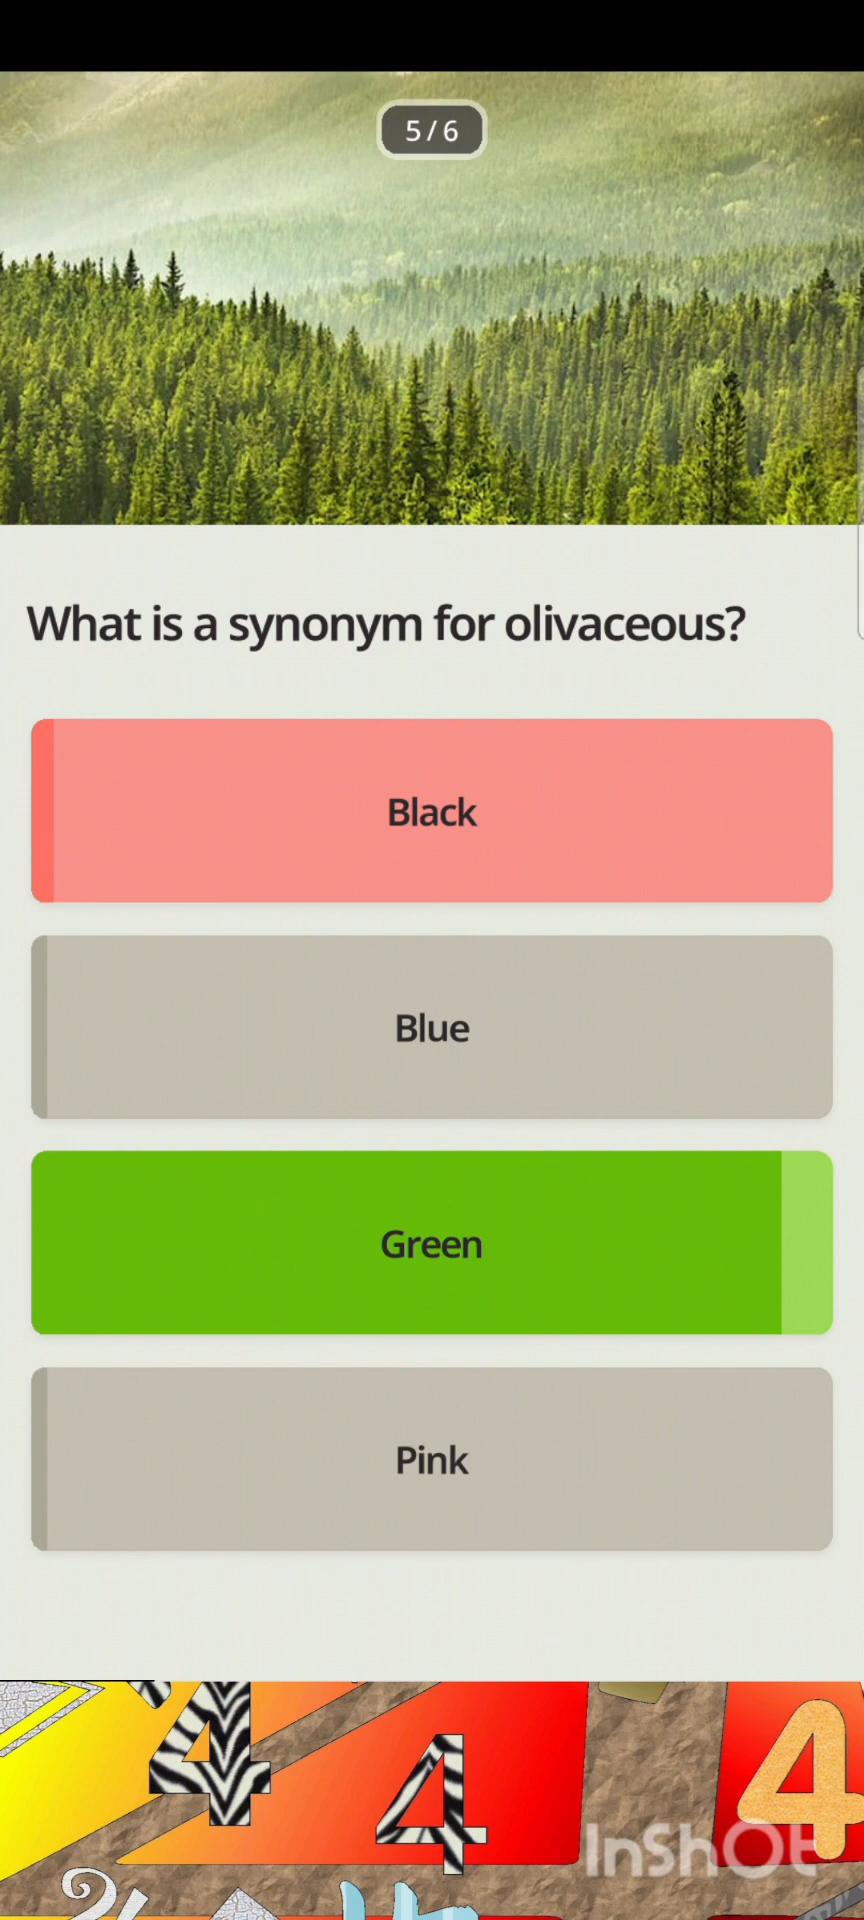 5/6
What is a synonym for olivaceous?
Black
Blue
Green
Pink
4
4
4
InShOt